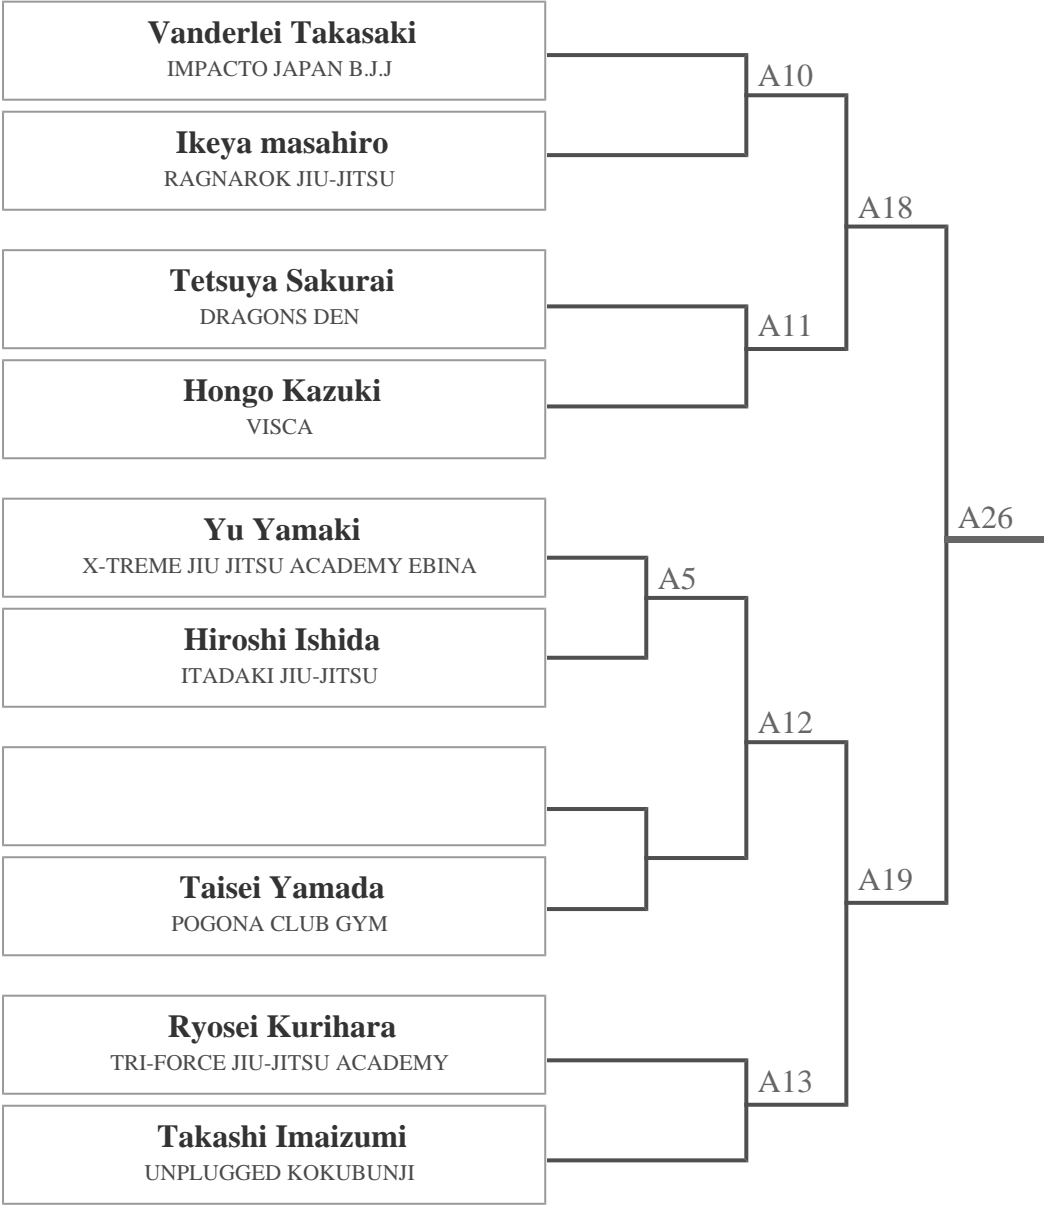 Vanderlei Takasaki
IMPACTO JAPAN B.J.J
A10
Ikeya masahiro
RAGNAROK JIU-JITSU
A18
Tetsuya Sakurai
DRAGONS DEN
A11
Hongo Kazuki
VISCA
Yu Yamaki
X-TREME JIU JITSU ACADEMY EBINA
A26
A5
Hiroshi Ishida
ITADAKI JIU-JITSU
A12
Taisei Yamada
POGONA CLUB GYM
A19
Ryosei Kurihara
TRI-FORCE JIU-JITSU ACADEMY
A13
Takashi Imaizumi
UNPLUGGED KOKUBUNJI